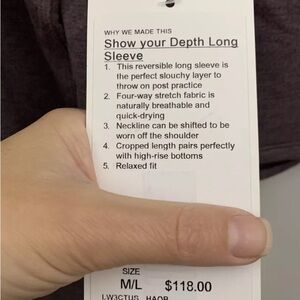 WHY WE MADE THIS
Show your Depth Long
Sleeve
1. This reversible long sleeve is
the perfect slouchy layer to
throw on post practice
2. Four-way stretch fabric is
naturally breathable and
quick-drying
3. Neckline can be shifted to be
worn off the shoulder
4. Cropped length pairs perfectly
with high-rise bottoms
5. Relaxed fit
SIZE
M/L $118.00
LW3CTUS HAOB